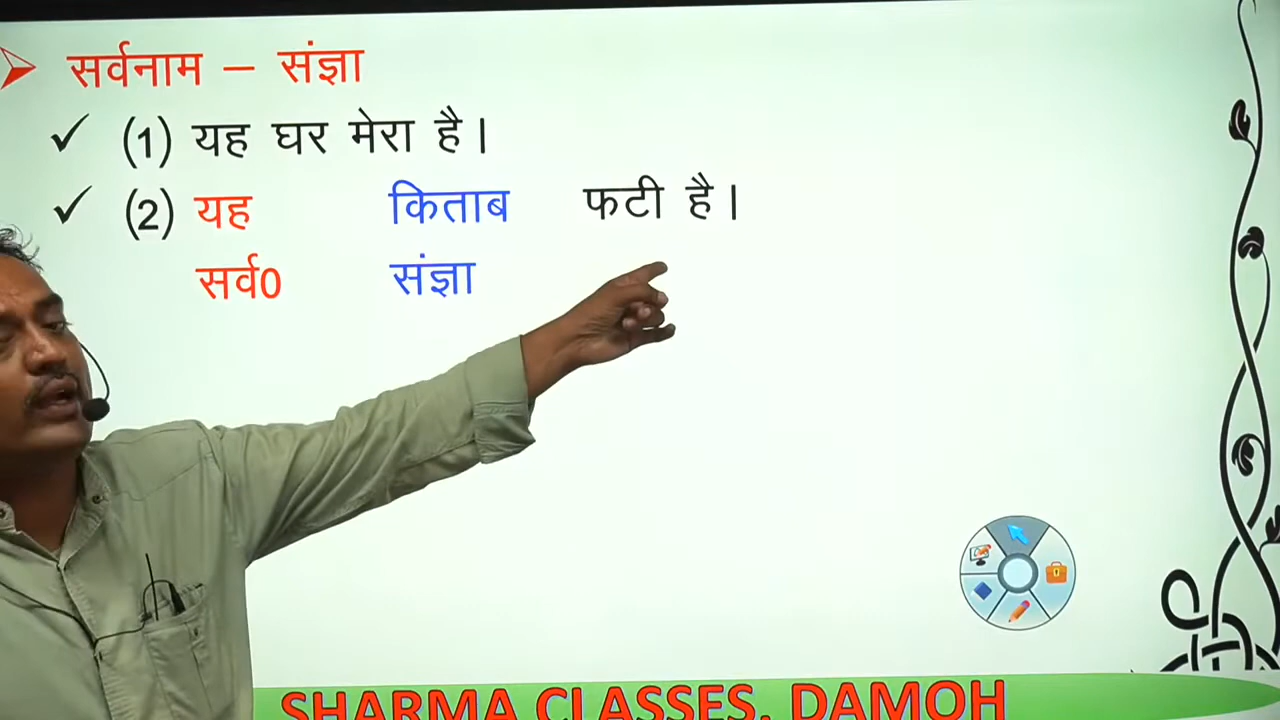 सर्वनाम – संज्ञा
(1) यह घर मेरा है।
(2) यह किताब फटी है।
सर्व0 संज्ञा
SHARMA CLASSES, DAMOH